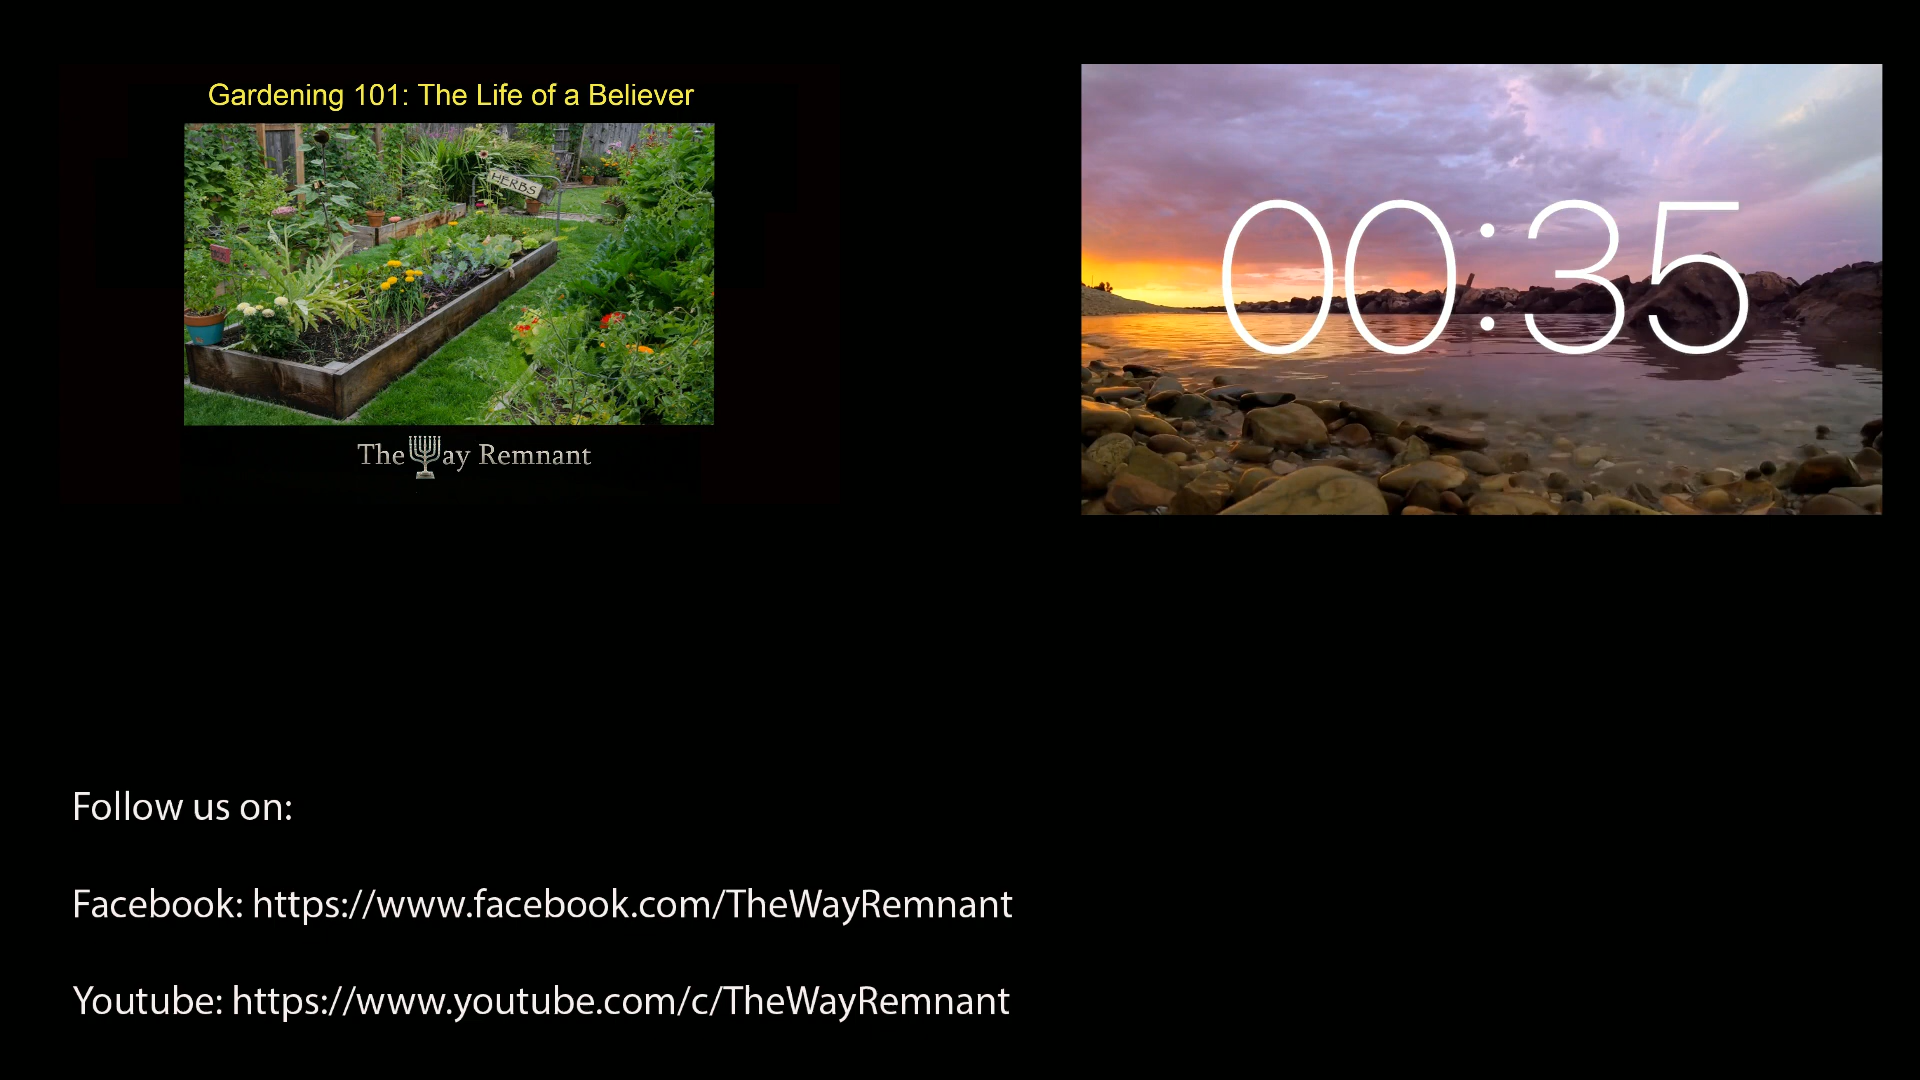 Gardening 101: The Life of a Believer
HERBS
The Way Remnant
00:35
Follow us on:
Facebook: https://www.facebook.com/TheWayRemnant
Youtube: https://www.youtube.com/c/TheWayRemnant